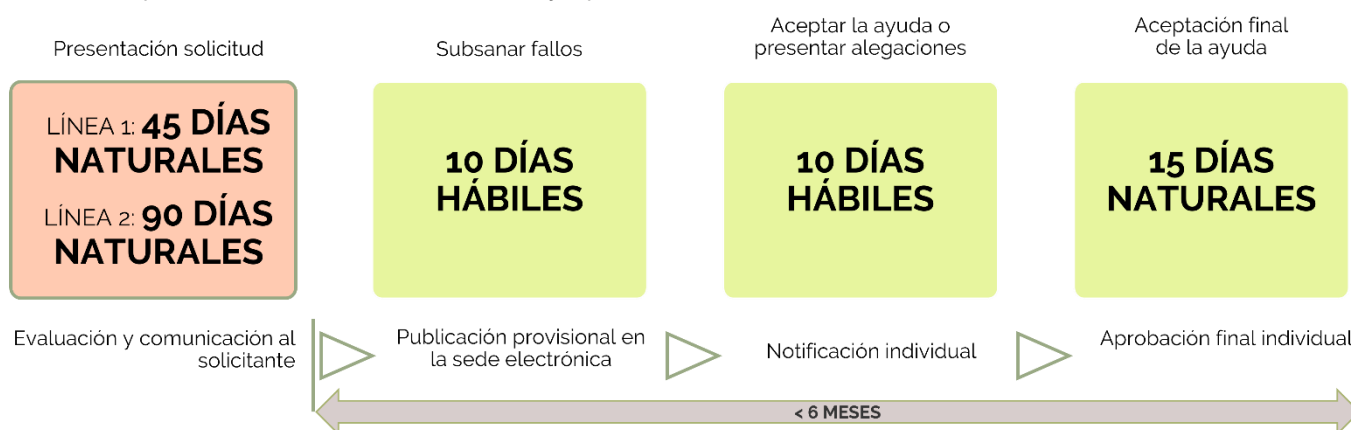 Presentación solicitud
Subsanar fallos
Aceptar la ayuda o
presentar alegaciones
Aceptación final
de la ayuda
LÍNEA 1: 45 DÍAS
NATURALES
LÍNEA 2: 90 DÍAS
NATURALES
10 DÍAS
HÁBILES
10 DÍAS
HÁBILES
15 DÍAS
NATURALES
Evaluación y comunicación al
solicitante
Publicación provisional en
la sede electrónica
Notificación individual
Aprobación final individual
< 6 MESES